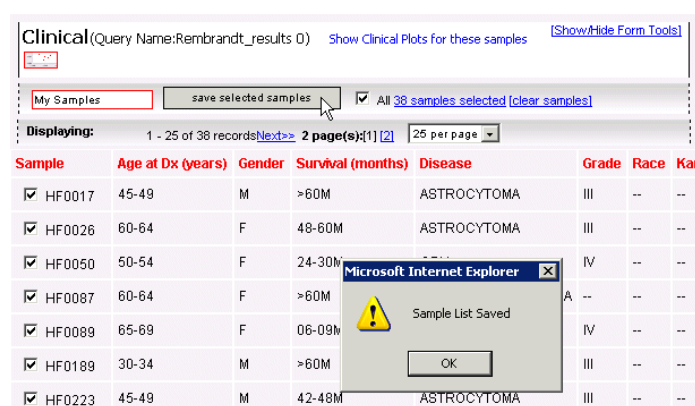 Clinical(Query Name:Rembrandt_results 0) Show Clinical Plots for these samples [Show/Hide Form Tools]
My Samples save selected samples All 38 samples selected [clear samples]
Displaying: 1 - 25 of 38 recordsNext>> 2 page(s):[1] [2] 25 per page
Sample Age at Dx (years) Gender Survival (months) Disease Grade Race Kar
HF0017 45-49 M >60M ASTROCYTOMA III --  --
HF0026 60-64 F 48-60M ASTROCYTOMA III -- --
HF0050 50-54 F 24-30M IV -- --
Microsoft Internet Explorer
HF0087 60-64 F >60M A -- -- --
Sample List Saved
HF0089 65-69 F 06-09M IV -- --
HF0189 30-34 M >60M III -- --
OK
HF0223 45-49 M 42-48M ASTROCYTOMA III -- --